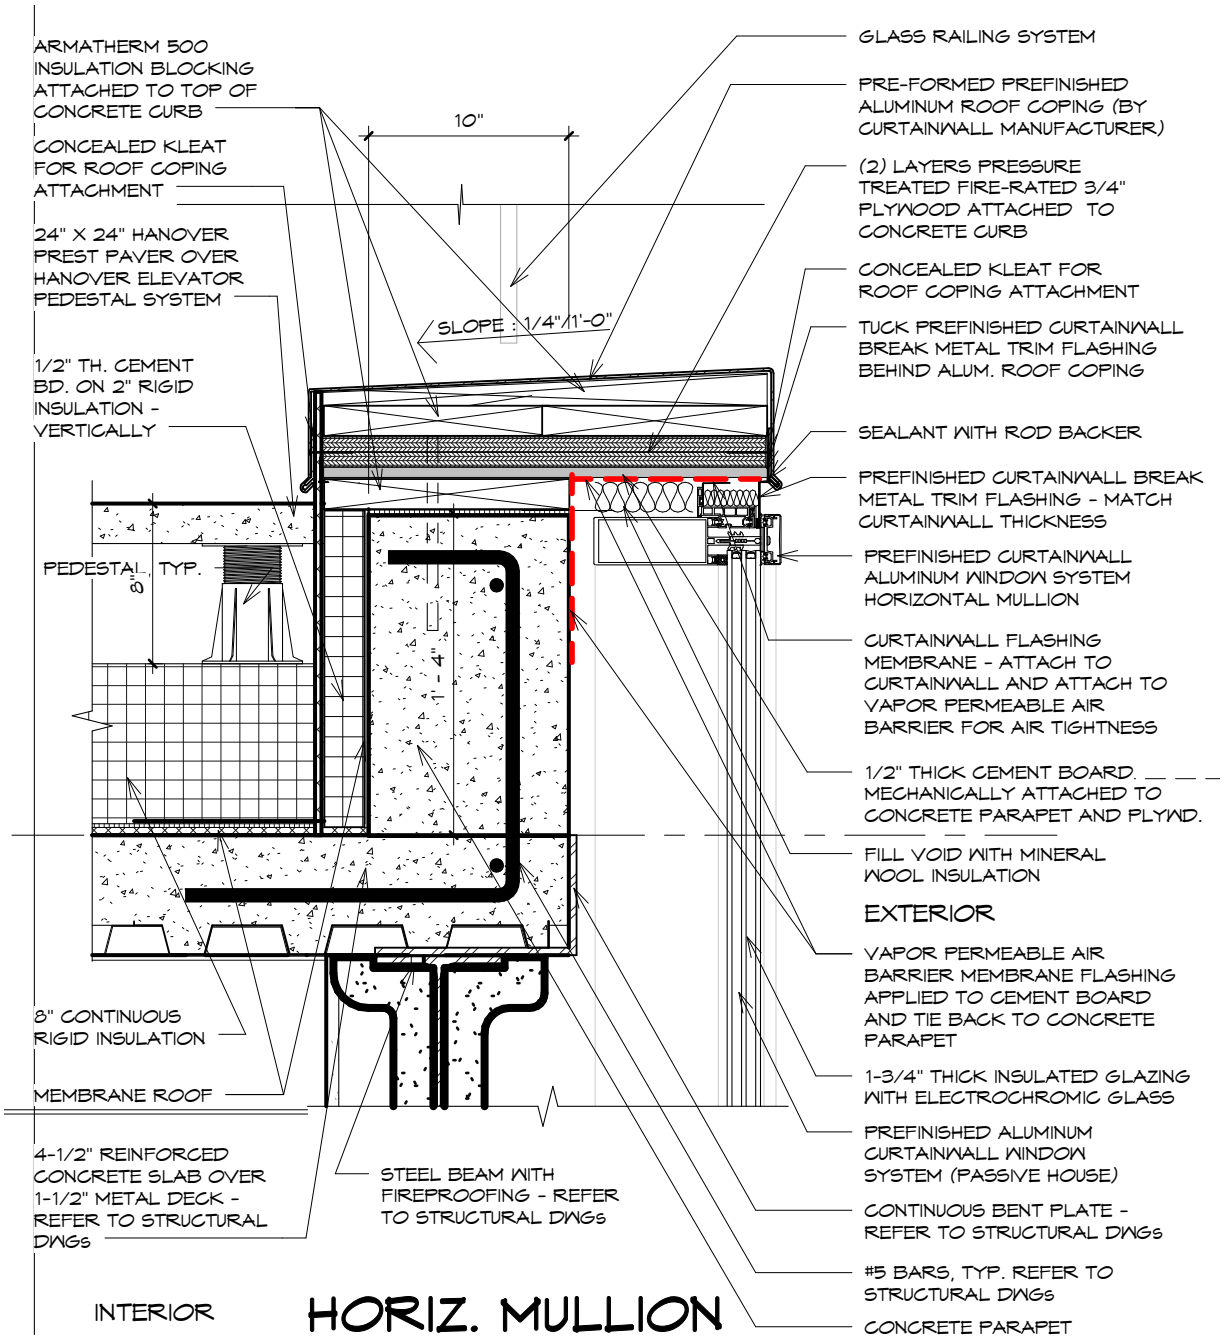 ARMATHERM 500
INSULATION BLOCKING
ATTACHED TO TOP OF
CONCRETE CURB
CONCEALED KLEAT
FOR ROOF COPING
ATTACHMENT
24" X 24" HANOVER
PREST PAVER OVER
HANOVER ELEVATOR
PEDESTAL SYSTEM
1/2" TH. CEMENT
BD. ON 2" RIGID
INSULATION -
VERTICALLY
PEDESTAL, TYP.
8"
8" CONTINUOUS
RIGID INSULATION
MEMBRANE ROOF
4-1/2" REINFORCED
CONCRETE SLAB OVER
1-1/2" METAL DECK -
REFER TO STRUCTURAL
DWGs
INTERIOR
10"
SLOPE : 1/4"/1'-0"
1' - 4"
STEEL BEAM WITH
FIREPROOFING - REFER
TO STRUCTURAL DWGs
HORIZ. MULLION
GLASS RAILING SYSTEM
PRE-FORMED PREFINISHED
ALUMINUM ROOF COPING (BY
CURTAINWALL MANUFACTURER)
(2) LAYERS PRESSURE
TREATED FIRE-RATED 3/4"
PLYWOOD ATTACHED TO
CONCRETE CURB
CONCEALED KLEAT FOR
ROOF COPING ATTACHMENT
TUCK PREFINISHED CURTAINWALL
BREAK METAL TRIM FLASHING
BEHIND ALUM. ROOF COPING
SEALANT WITH ROD BACKER
PREFINISHED CURTAINWALL BREAK
METAL TRIM FLASHING - MATCH
CURTAINWALL THICKNESS
PREFINISHED CURTAINWALL
ALUMINUM WINDOW SYSTEM
HORIZONTAL MULLION
CURTAINWALL FLASHING
MEMBRANE - ATTACH TO
CURTAINWALL AND ATTACH TO
VAPOR PERMEABLE AIR
BARRIER FOR AIR TIGHTNESS
1/2" THICK CEMENT BOARD.
MECHANICALLY ATTACHED TO
CONCRETE PARAPET AND PLYWD.
FILL VOID WITH MINERAL
WOOL INSULATION
EXTERIOR
VAPOR PERMEABLE AIR
BARRIER MEMBRANE FLASHING
APPLIED TO CEMENT BOARD
AND TIE BACK TO CONCRETE
PARAPET
1-3/4" THICK INSULATED GLAZING
WITH ELECTROCHROMIC GLASS
PREFINISHED ALUMINUM
CURTAINWALL WINDOW
SYSTEM (PASSIVE HOUSE)
CONTINUOUS BENT PLATE -
REFER TO STRUCTURAL DWGs
#5 BARS, TYP. REFER TO
STRUCTURAL DWGs
CONCRETE PARAPET